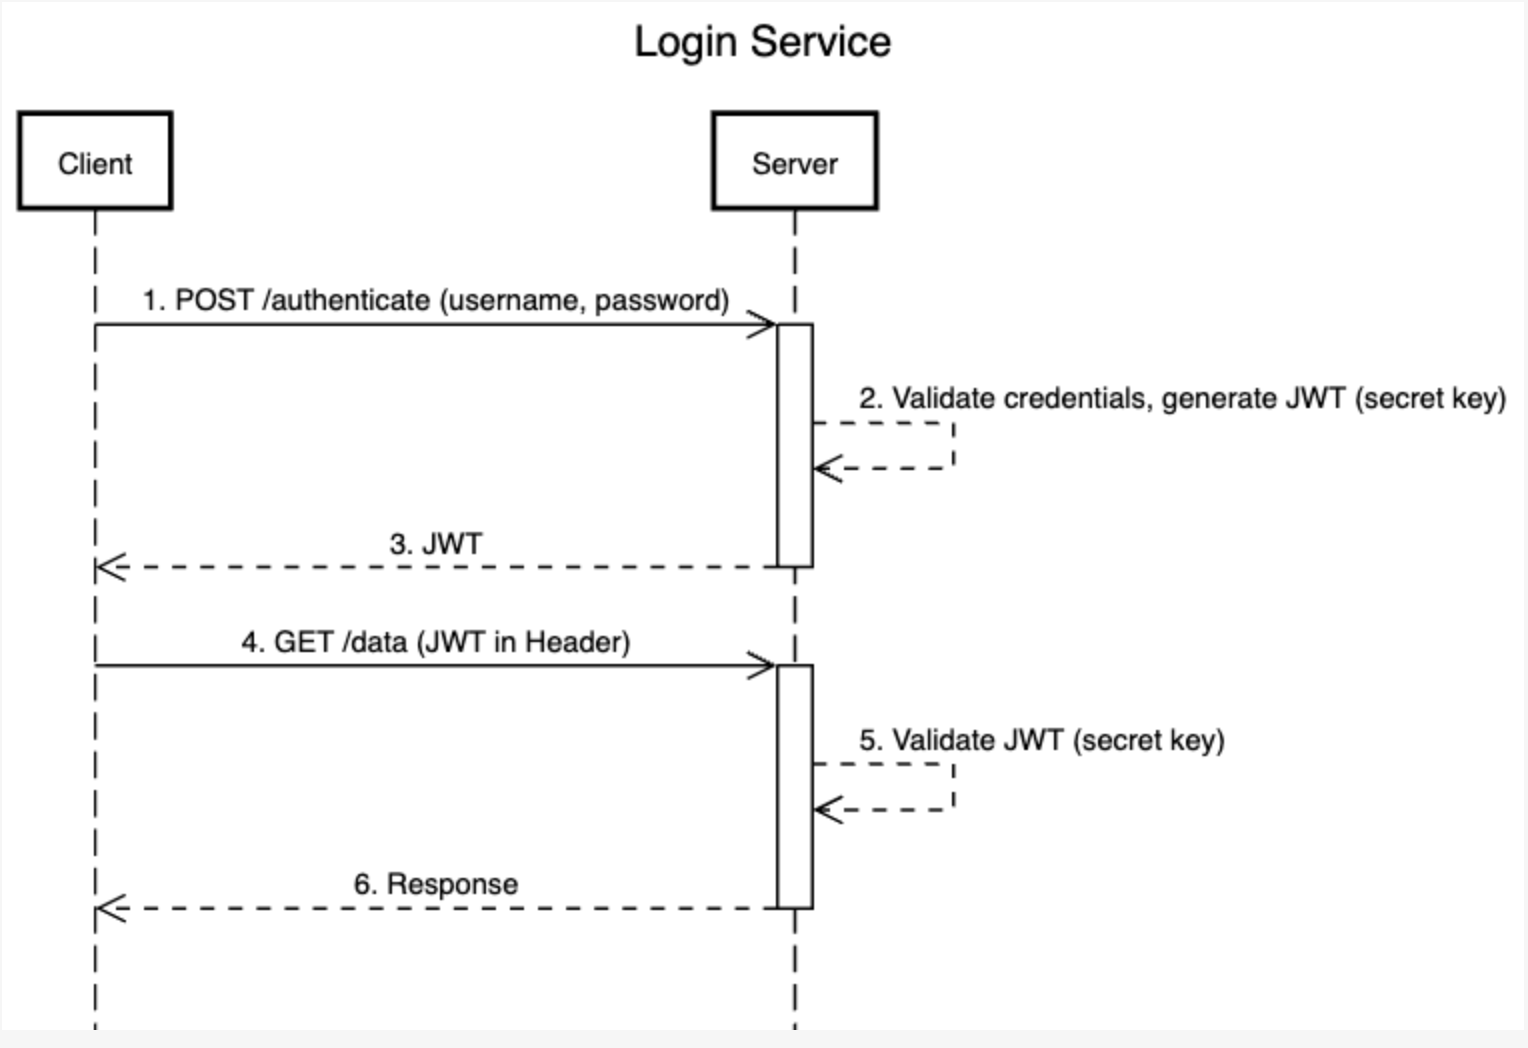 Login Service
Client
Server
1. POST /authenticate (username, password)
2. Validate credentials, generate JWT (secret key)
3. JWT
4. GET /data (JWT in Header)
5. Validate JWT (secret key)
6. Response